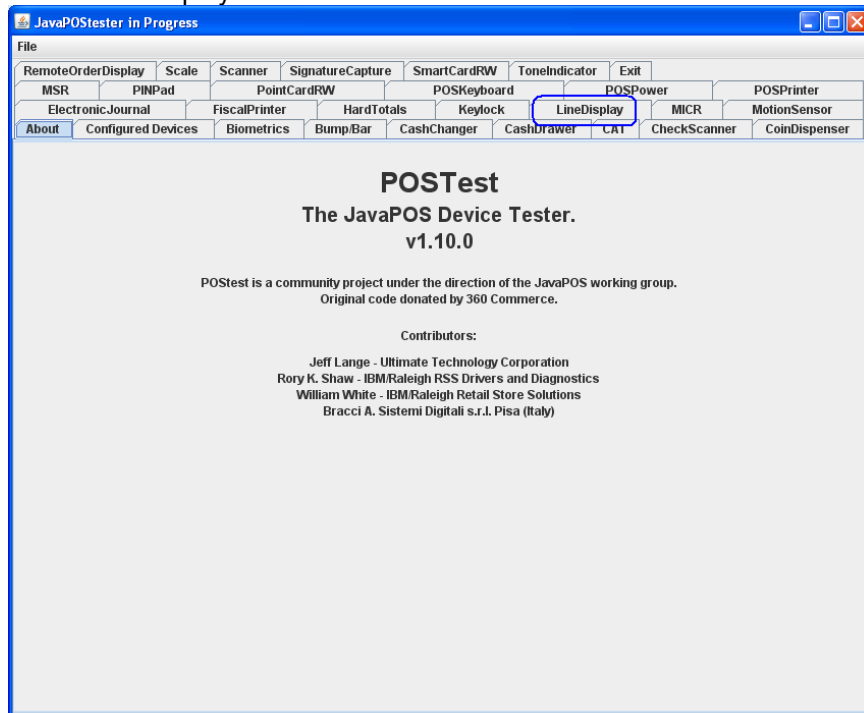 JavaPOStester in Progress
File
RemoteOrderDisplay Scale Scanner SignatureCapture SmartCardRW ToneIndicator Exit
MSR PINPad PointCardRW POSKeyboard POSPower POSPrinter
ElectronicJournal FiscalPrinter HardTotals Keylock LineDisplay MICR MotionSensor
About Configured Devices Biometrics Bump/Bar CashChanger CashDrawer CAT CheckScanner CoinDispenser
POSTest
The JavaPOS Device Tester.
v1.10.0
POStest is a community project under the direction of the JavaPOS working group.
Original code donated by 360 Commerce.
Contributors:
Jeff Lange - Ultimate Technology Corporation
Rory K. Shaw - IBM/Raleigh RSS Drivers and Diagnostics
William White - IBM/Raleigh Retail Store Solutions
Bracci A. Sistemi Digitali s.r.l. Pisa (Italy)